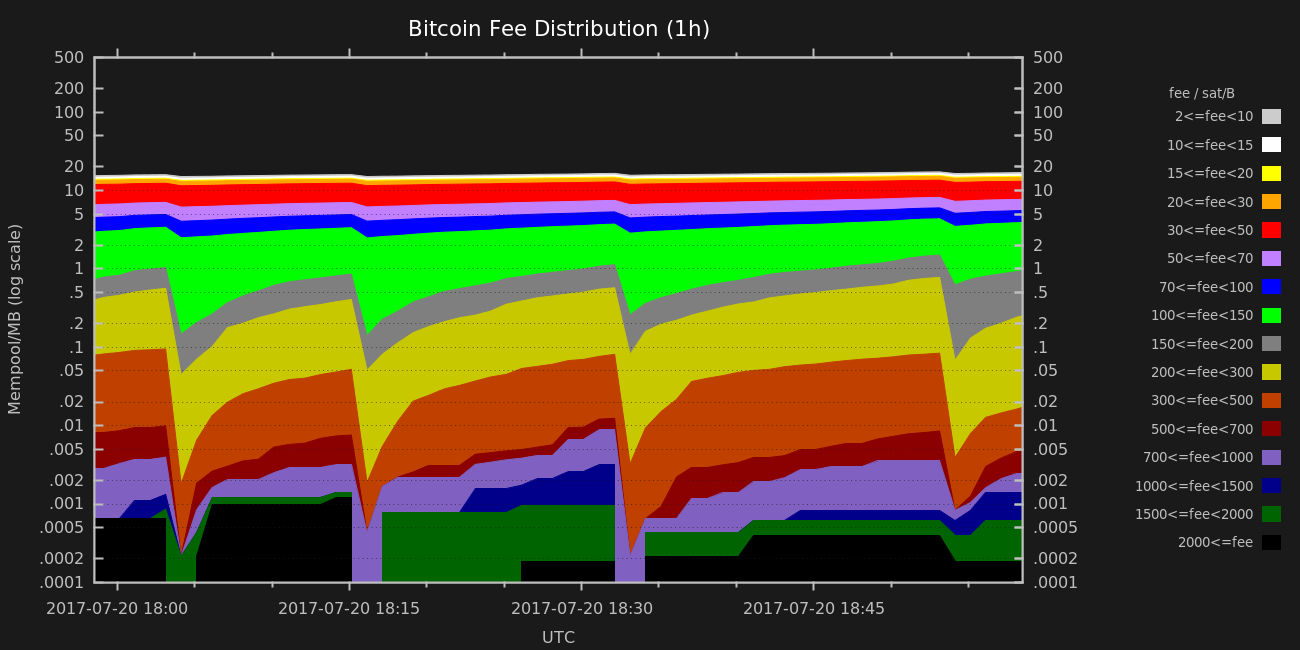 Bitcoin Fee Distribution (1h)
500
200
100
50
20
10
5
2
1
.5
.2
.1
.05
.02
.01
.005
.002
.001
.0005
.0002
.0001
Mempool/MB (log scale)
500
200
100
50
20
10
5
2
1
.5
.2
.1
.05
.02
.01
.005
.002
.001
.0005
.0002
.0001
2017-07-20 18:00
2017-07-20 18:15
2017-07-20 18:30
2017-07-20 18:45
UTC
fee / sat/B
2<=fee<10
10<=fee<15
15<=fee<20
20<=fee<30
30<=fee<50
50<=fee<70
70<=fee<100
100<=fee<150
150<=fee<200
200<=fee<300
300<=fee<500
500<=fee<700
700<=fee<1000
1000<=fee<1500
1500<=fee<2000
2000<=fee